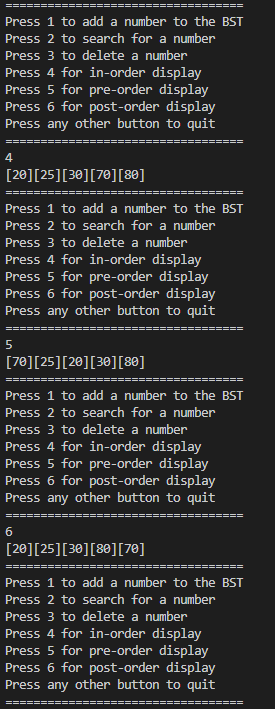 ==================================
Press 1 to add a number to the BST
Press 2 to search for a number
Press 3 to delete a number
Press 4 for in-order display
Press 5 for pre-order display
Press 6 for post-order display
Press any other button to quit
==================================
4
[20][25][30][70][80]
==================================
Press 1 to add a number to the BST
Press 2 to search for a number
Press 3 to delete a number
Press 4 for in-order display
Press 5 for pre-order display
Press 6 for post-order display
Press any other button to quit
==================================
5
[70][25][20][30][80]
==================================
Press 1 to add a number to the BST
Press 2 to search for a number
Press 3 to delete a number
Press 4 for in-order display
Press 5 for pre-order display
Press 6 for post-order display
Press any other button to quit
==================================
6
[20][25][30][80][70]
==================================
Press 1 to add a number to the BST
Press 2 to search for a number
Press 3 to delete a number
Press 4 for in-order display
Press 5 for pre-order display
Press 6 for post-order display
Press any other button to quit
==================================